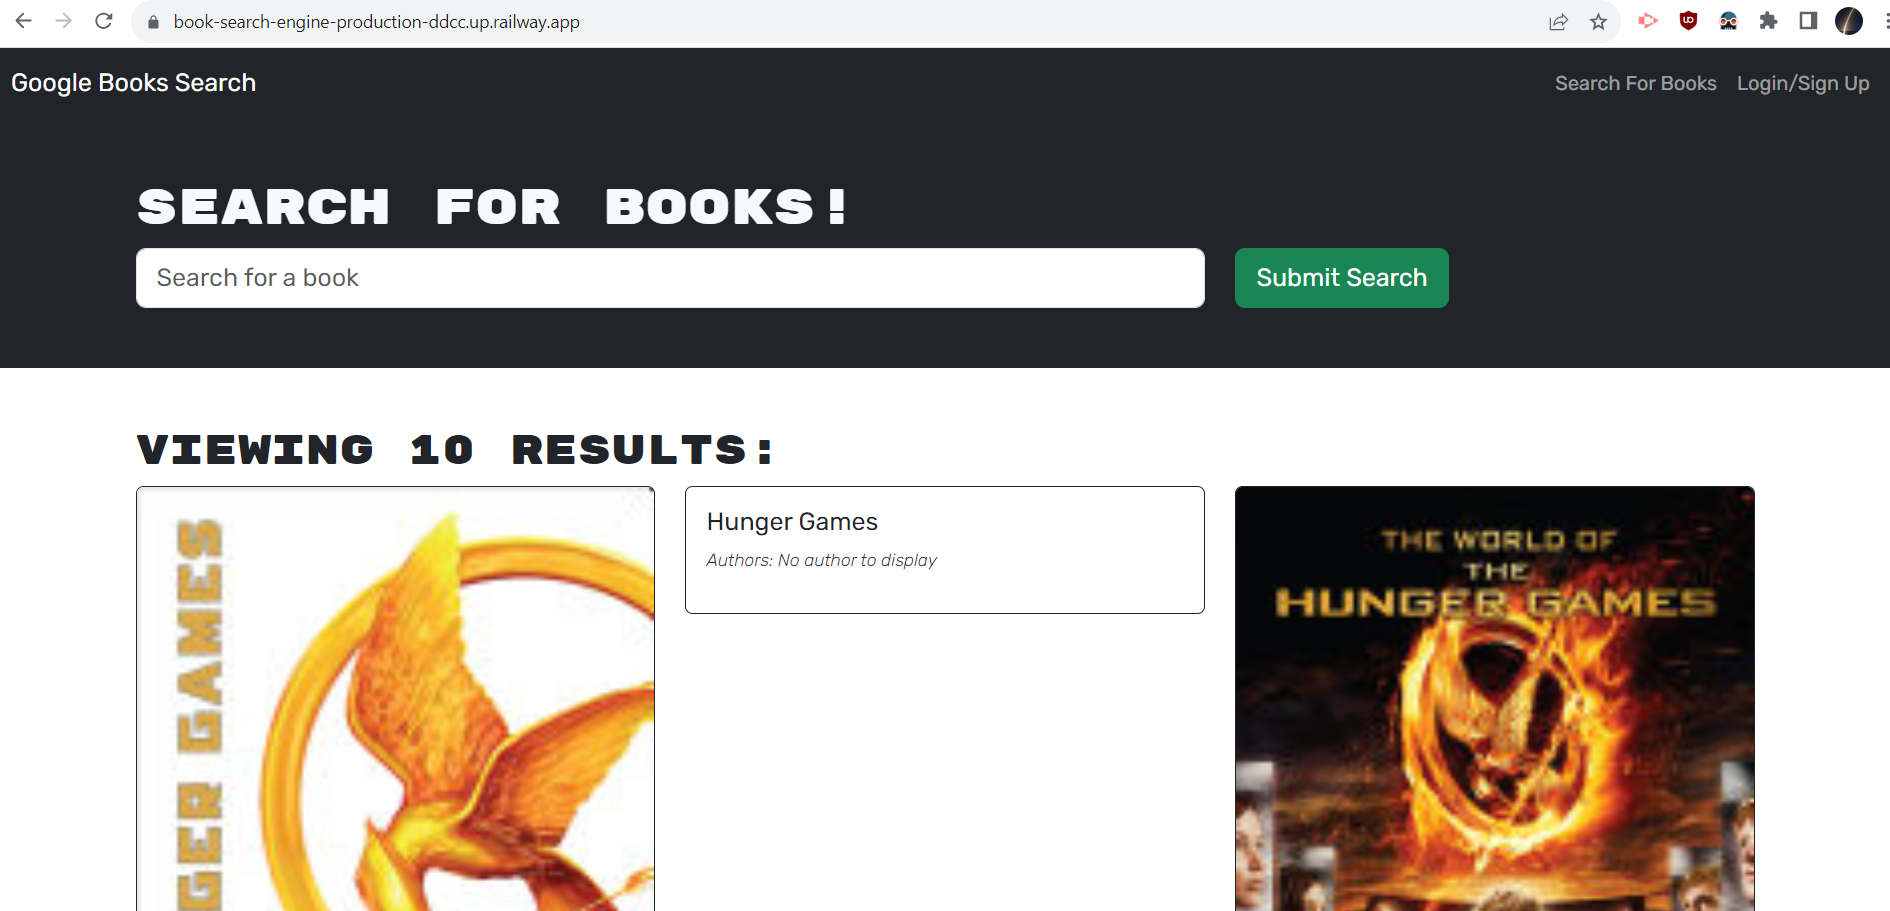 book-search-engine-production-ddcc.up.railway.app
Google Books Search
Search For Books
Login/Sign Up
SEARCH FOR BOOKS!
Search for a book
Submit Search
VIEWING 10 RESULTS:
GER GAMES
Hunger Games
Authors: No author to display
THE WORLD OF
THE
HUNGER GAMES